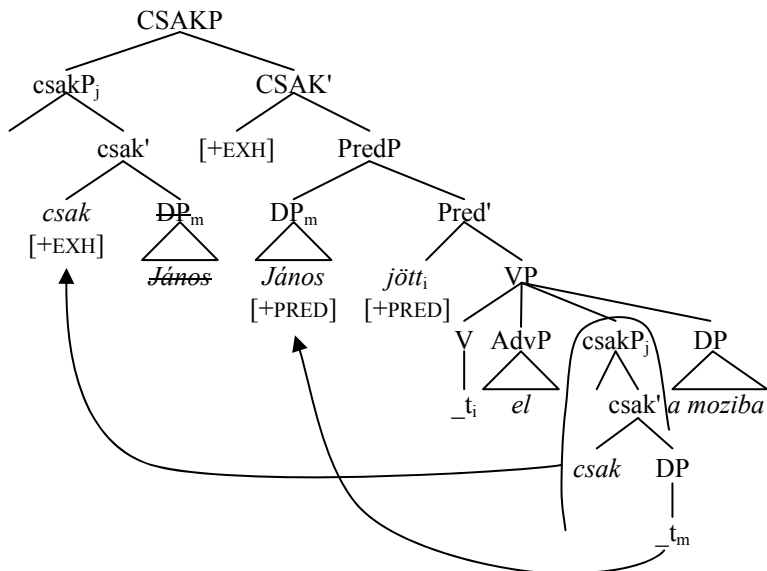 CSAKP
csakPj CSAK'
csak' [+EXH] PredP
csak DPm DPm Pred'
[+EXH] János János jötti VP
[+PRED] [+PRED]
V AdvP csakPj DP
_ti el csak' a moziba
csak DP
_tm